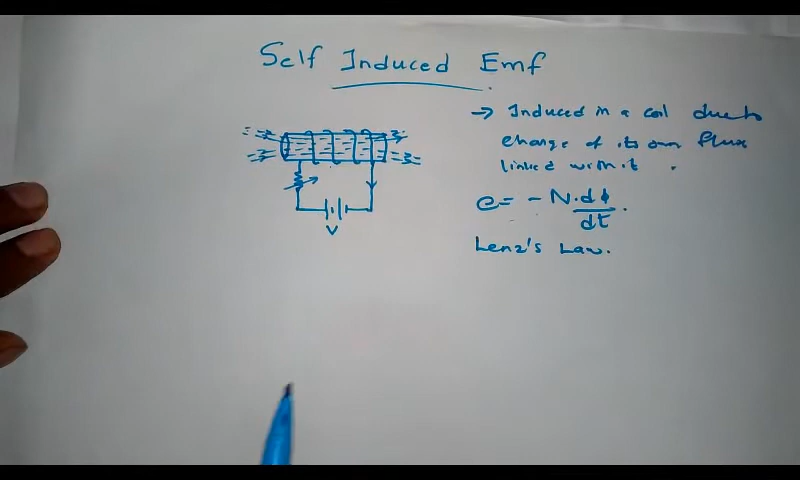 Self Induced Emf
→ Induced in a coil due to
change of its own flux
linked with it.
e = - N.dϕ/dt.
Lenz's Law.
V